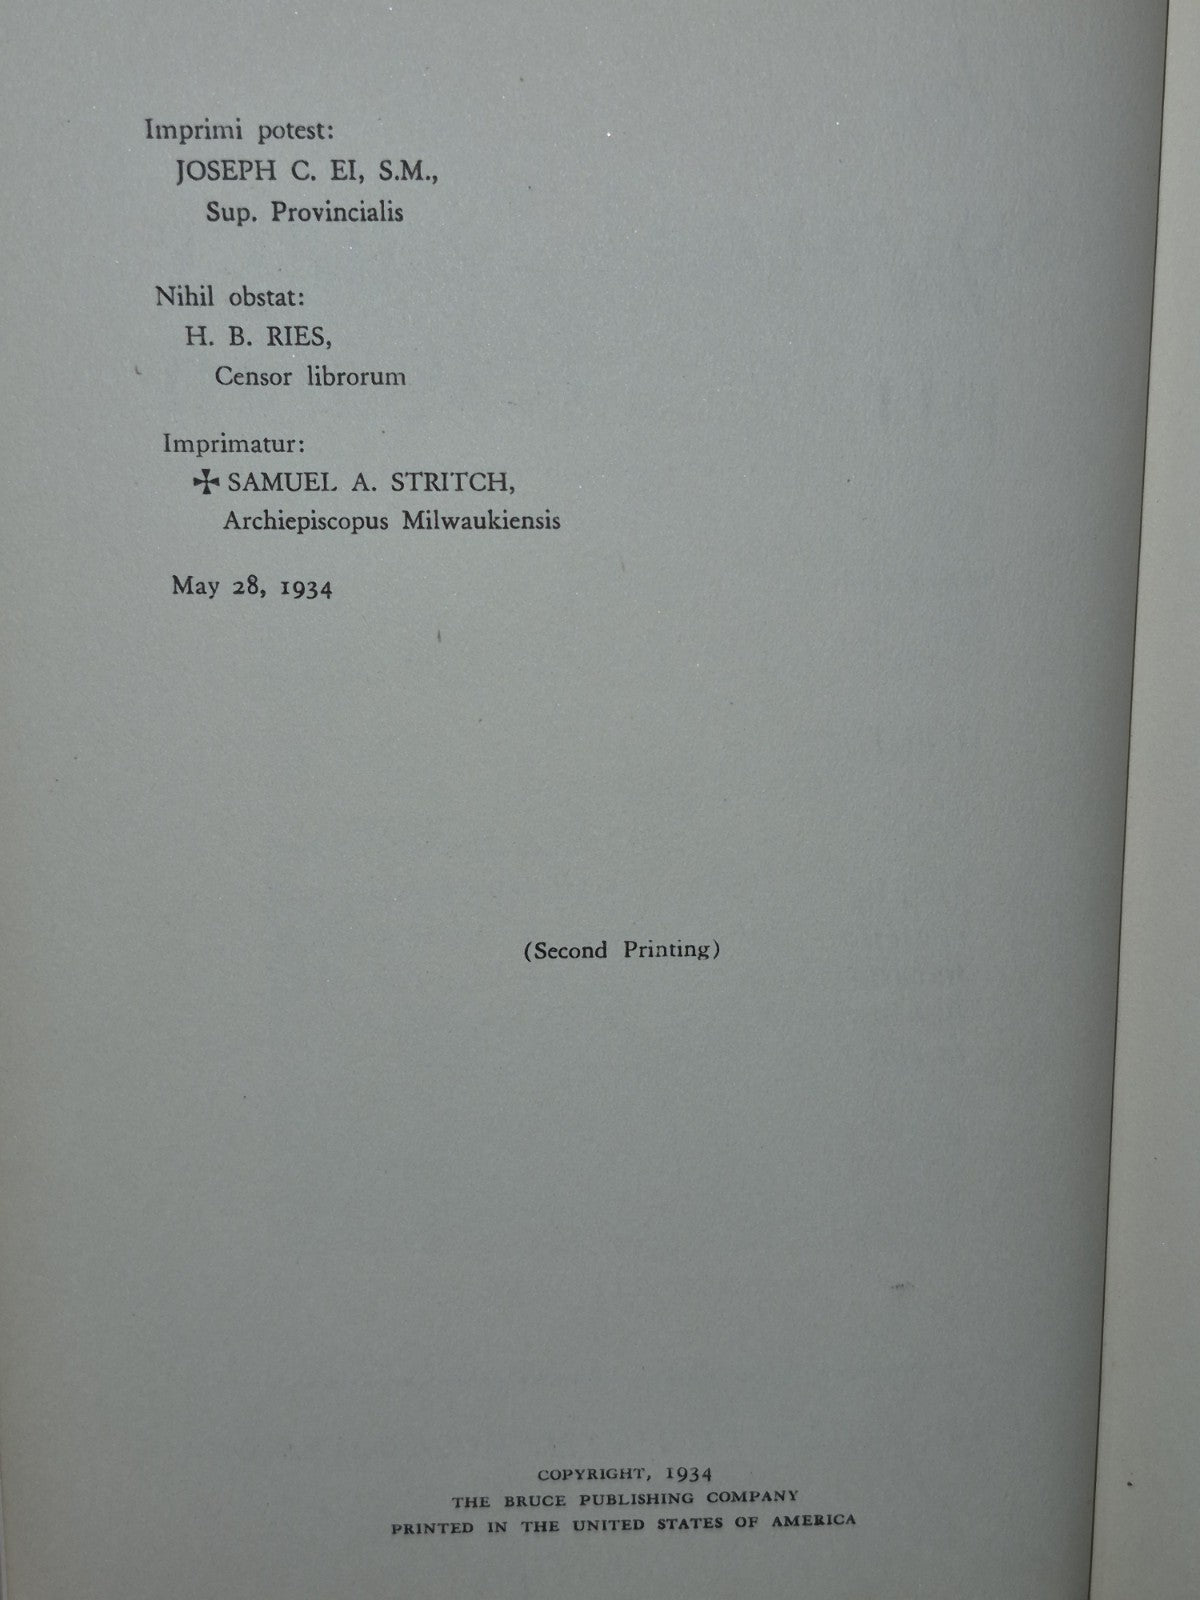 Imprimi potest:
JOSEPH C. EI, S.M.,
Sup. Provincialis
Nihil obstat:
H. B. RIES,
Censor librorum
Imprimatur:
✠ SAMUEL A. STRITCH,
Archiepiscopus Milwaukiensis
May 28, 1934
(Second Printing)
COPYRIGHT, 1934
THE BRUCE PUBLISHING COMPANY
PRINTED IN THE UNITED STATES OF AMERICA